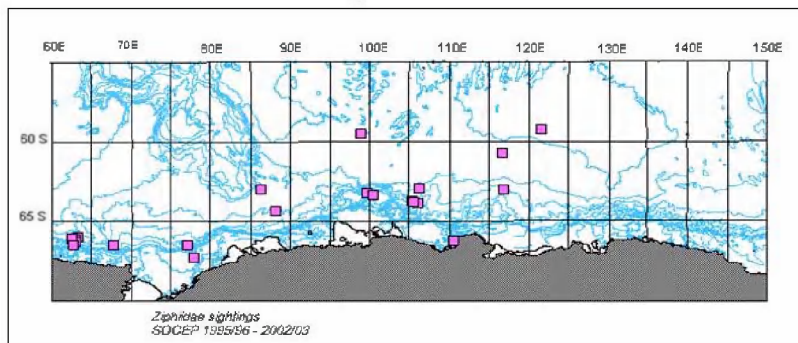 60E 70E 80E 90E 100E 110E 120E 130E 140E 150E
60 S
65 S
Ziphiidae sightings
SOCEP 1995/96 - 2002/03